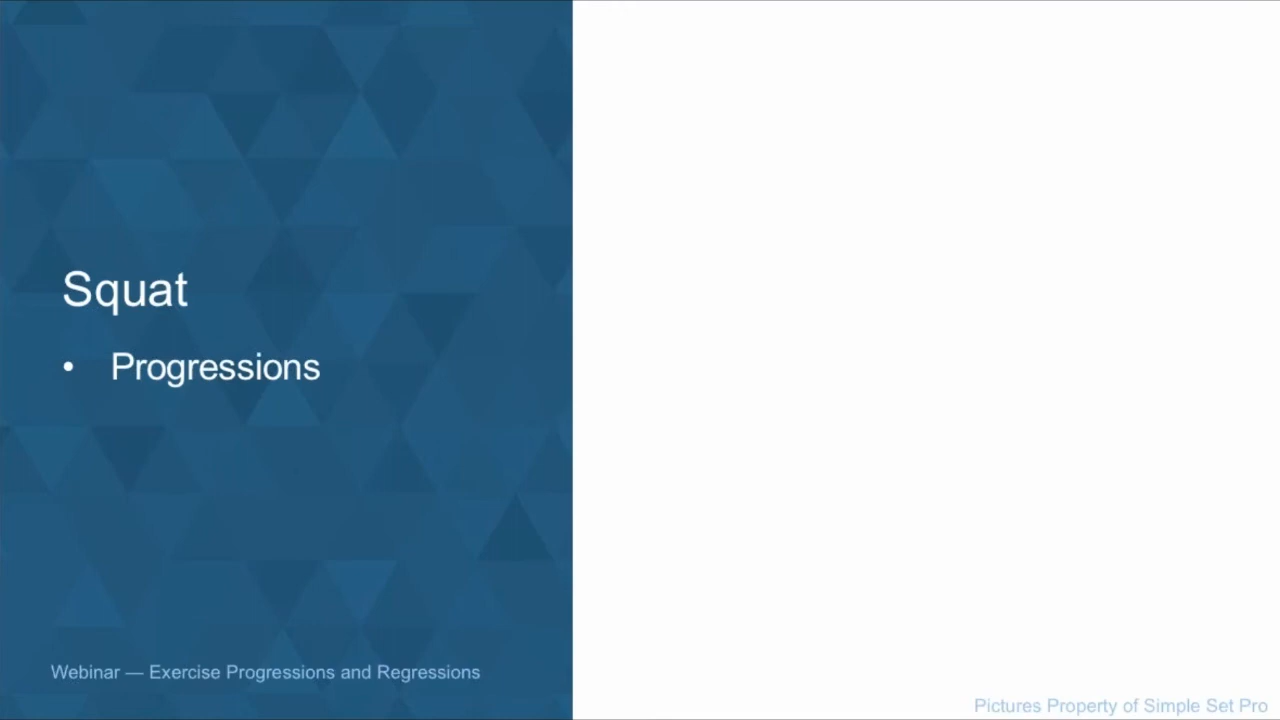 Squat
• Progressions
Webinar — Exercise Progressions and Regressions
Pictures Property of Simple Set Pro